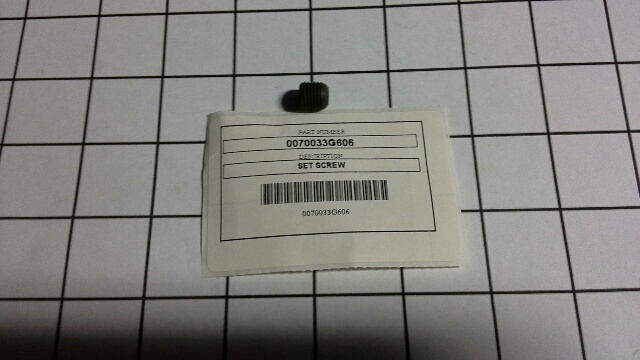 PART NUMBER
0070033G606
DESCRIPTION
SET SCREW
0070033G606